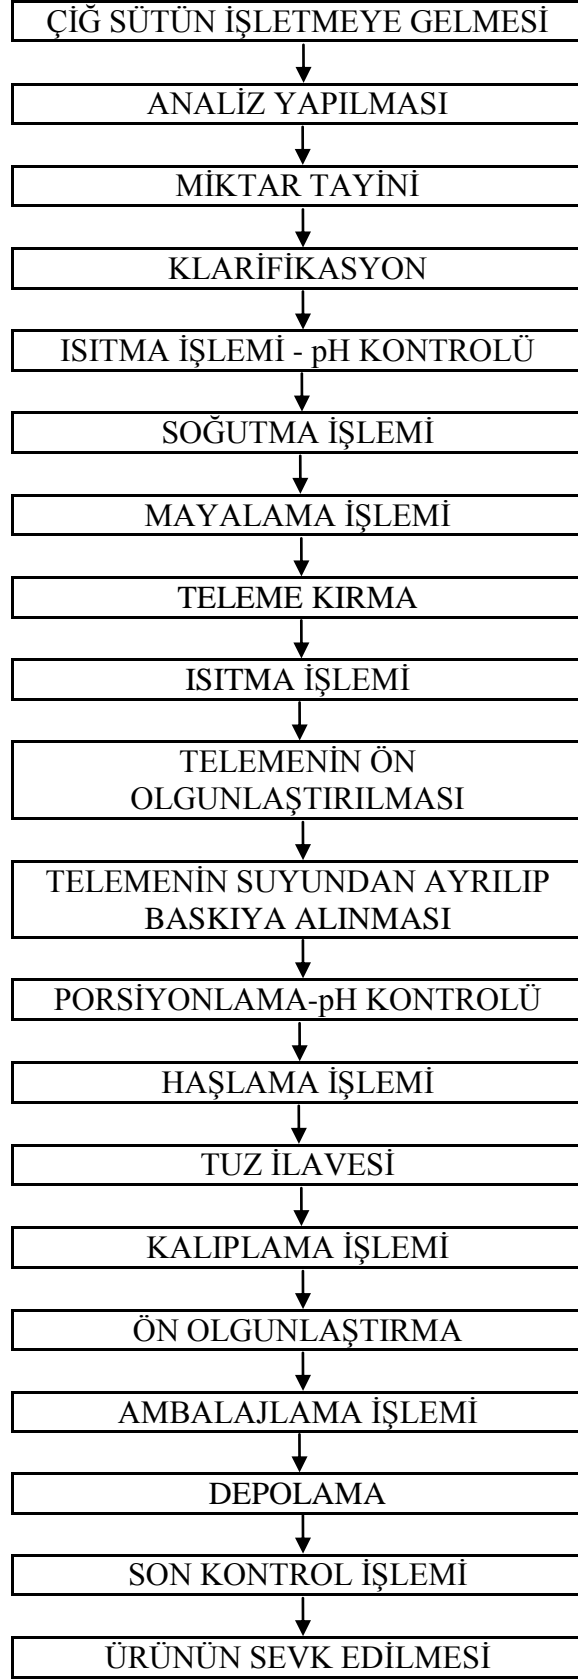 ÇİĞ SÜTÜN İŞLETMEYE GELMESİ
ANALİZ YAPILMASI
MİKTAR TAYİNİ
KLARİFİKASYON
ISITMA İŞLEMİ - pH KONTROLÜ
SOĞUTMA İŞLEMİ
MAYALAMA İŞLEMİ
TELEME KIRMA
ISITMA İŞLEMİ
TELEMENİN ÖN
OLGUNLAŞTIRILMASI
TELEMENİN SUYUNDAN AYRILIP
BASKIYA ALINMASI
PORSİYONLAMA-pH KONTROLÜ
HAŞLAMA İŞLEMİ
TUZ İLAVESİ
KALIPLAMA İŞLEMİ
ÖN OLGUNLAŞTIRMA
AMBALAJLAMA İŞLEMİ
DEPOLAMA
SON KONTROL İŞLEMİ
ÜRÜNÜN SEVK EDİLMESİ